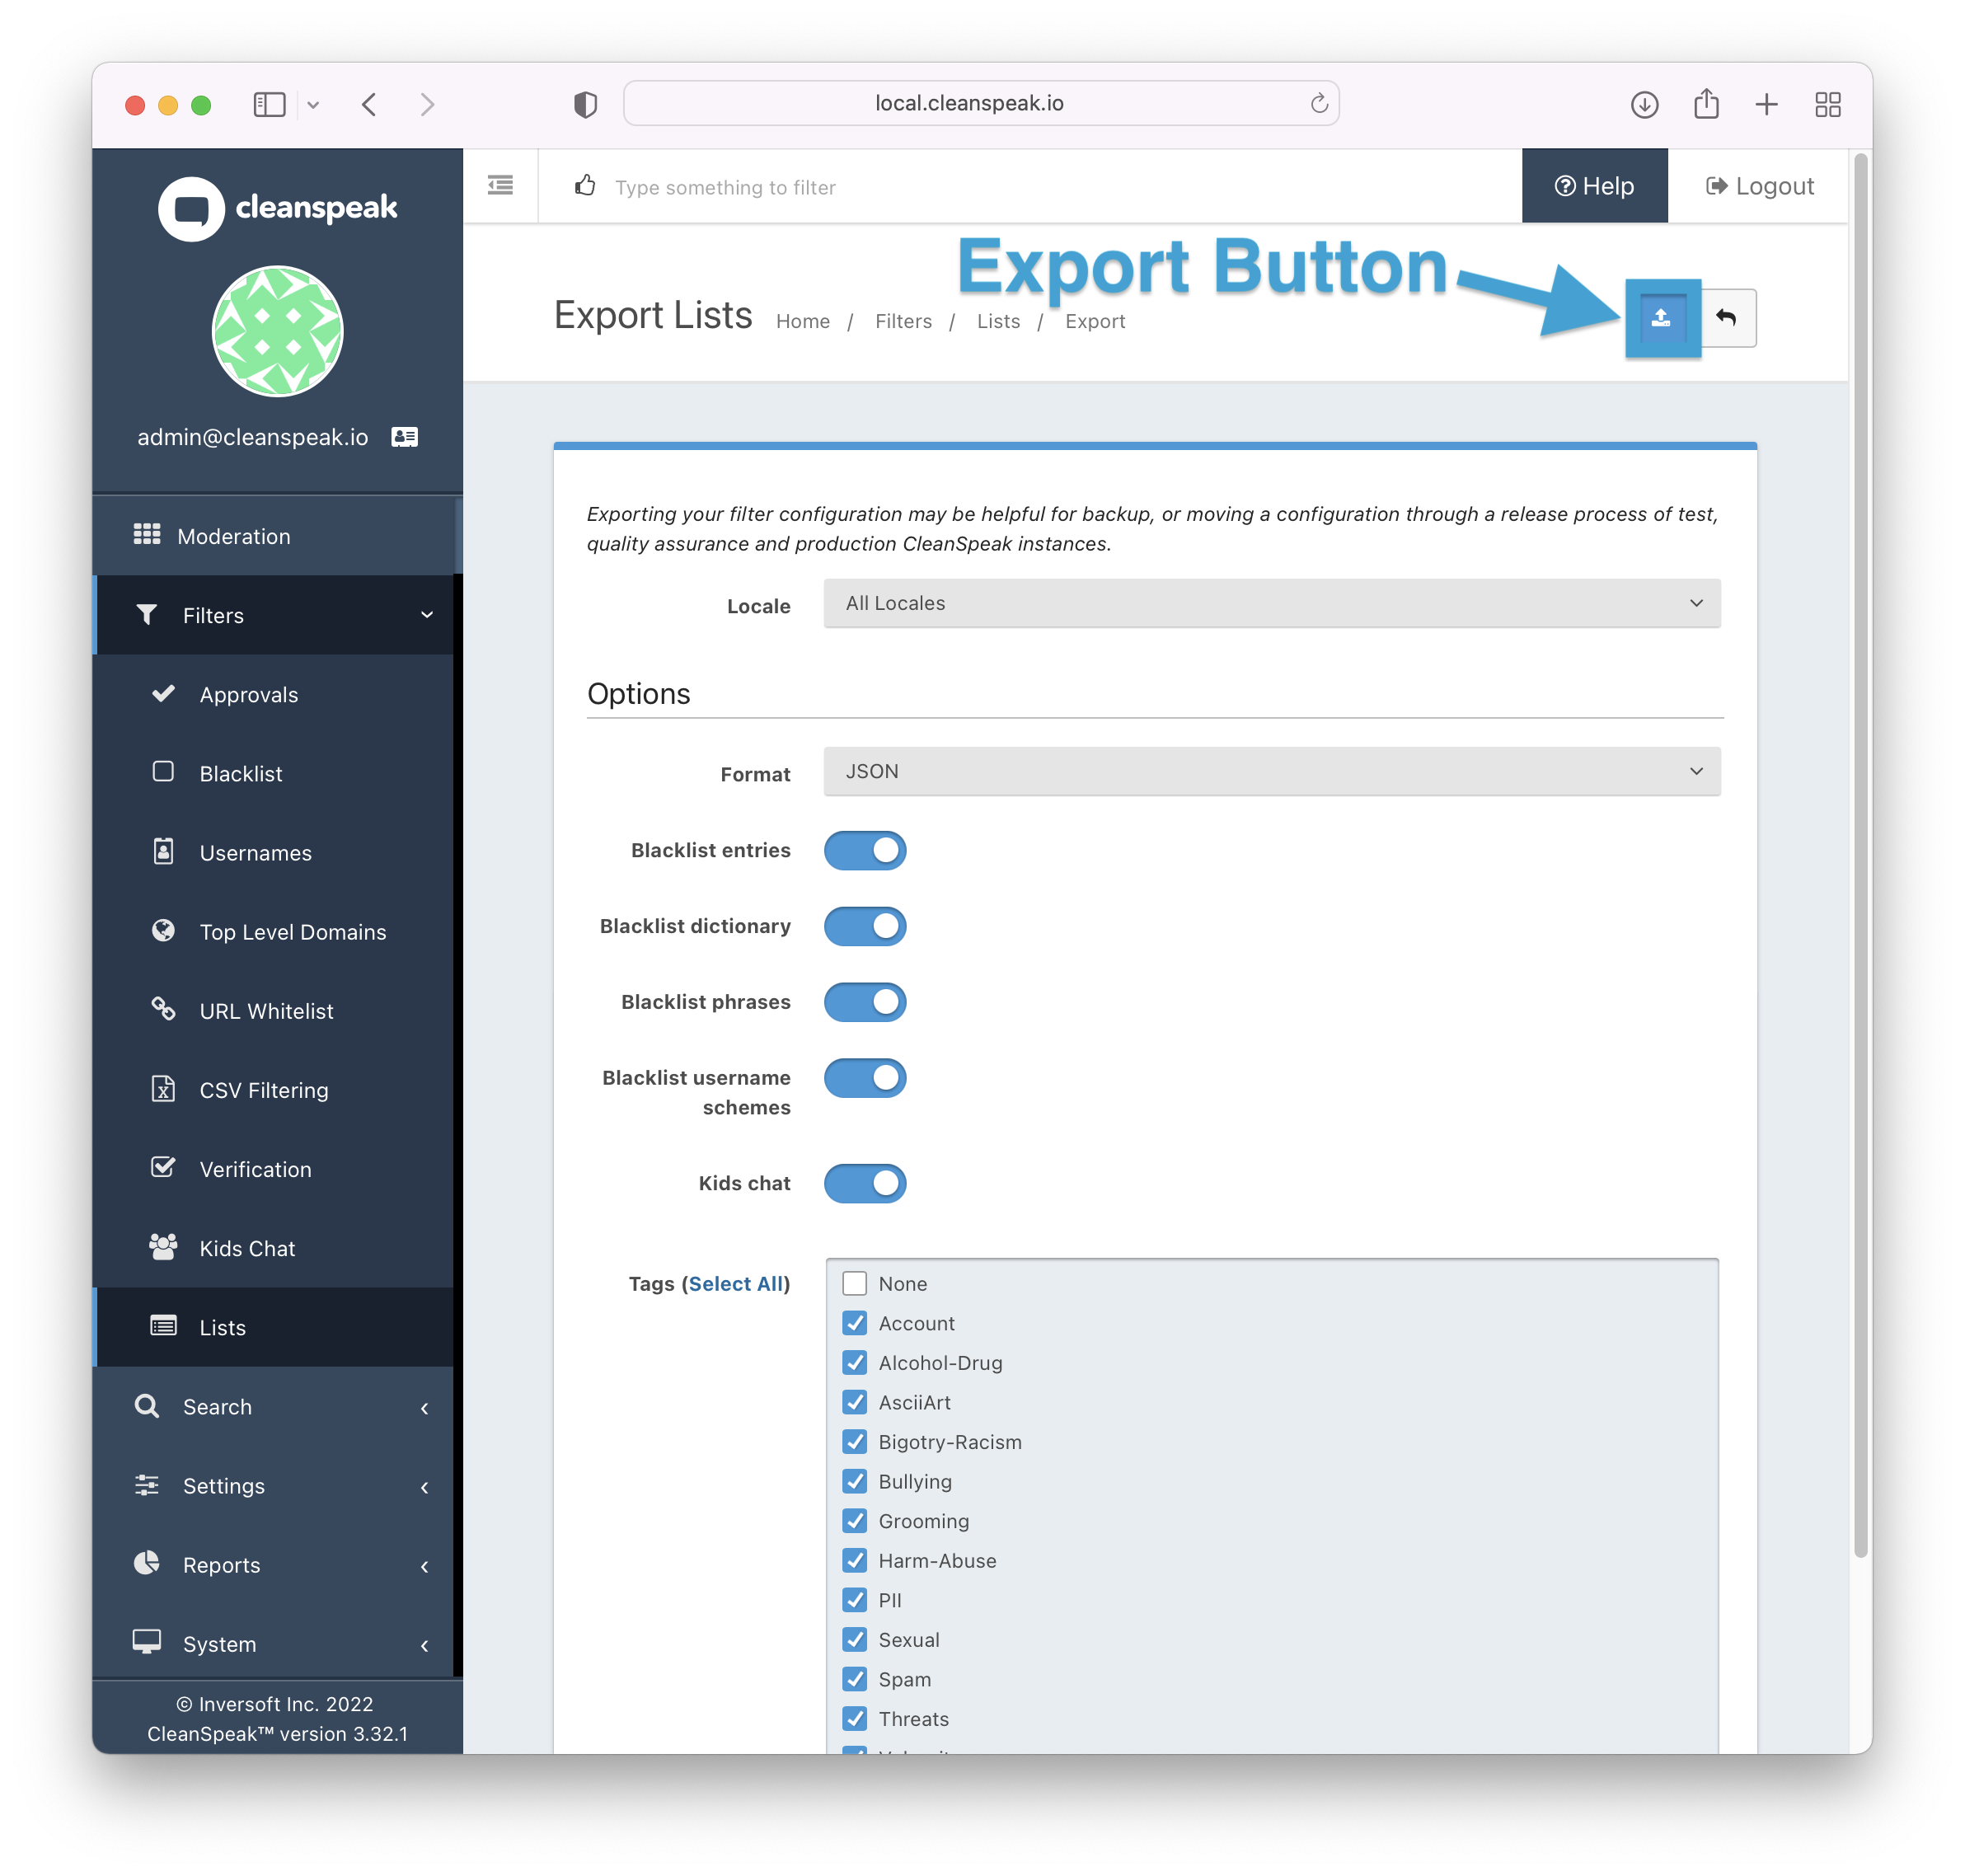 local.cleanspeak.io
cleanspeak
Type something to filter
Help
Logout
Export Button
Export Lists
Home / Filters / Lists / Export
admin@cleanspeak.io
Moderation
Filters
Approvals
Blacklist
Usernames
Top Level Domains
URL Whitelist
CSV Filtering
Verification
Kids Chat
Lists
Search
Settings
Reports
System
© Inversoft Inc. 2022
CleanSpeak™ version 3.32.1
Exporting your filter configuration may be helpful for backup, or moving a configuration through a release process of test,
quality assurance and production CleanSpeak instances.
Locale All Locales
Options
Format JSON
Blacklist entries
Blacklist dictionary
Blacklist phrases
Blacklist username
schemes
Kids chat
Tags (Select All)
None
Account
Alcohol-Drug
AsciiArt
Bigotry-Racism
Bullying
Grooming
Harm-Abuse
PII
Sexual
Spam
Threats